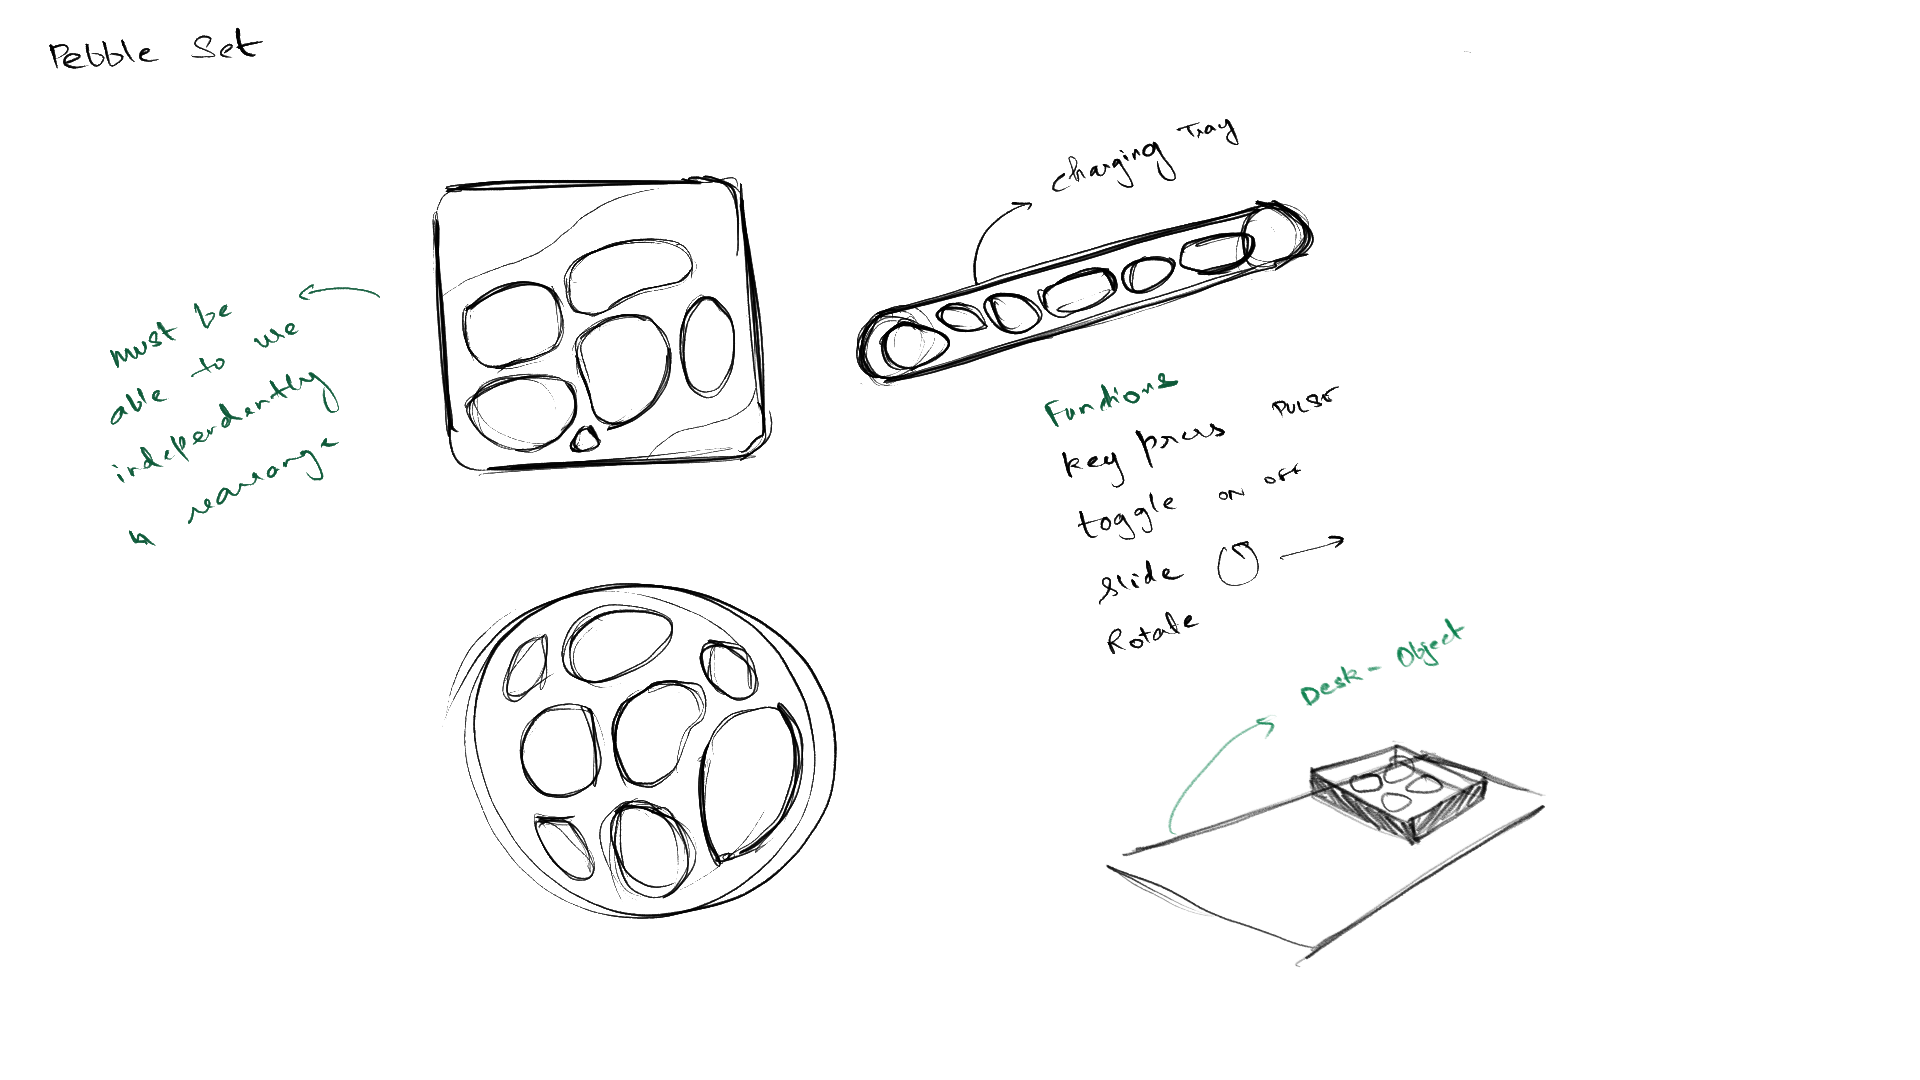 Pebble Set
Charging Tray
must be
able to use
independently
& rearrange
Functions
key press PULSE
toggle ON OFF
slide
Rotate
Desk - Object